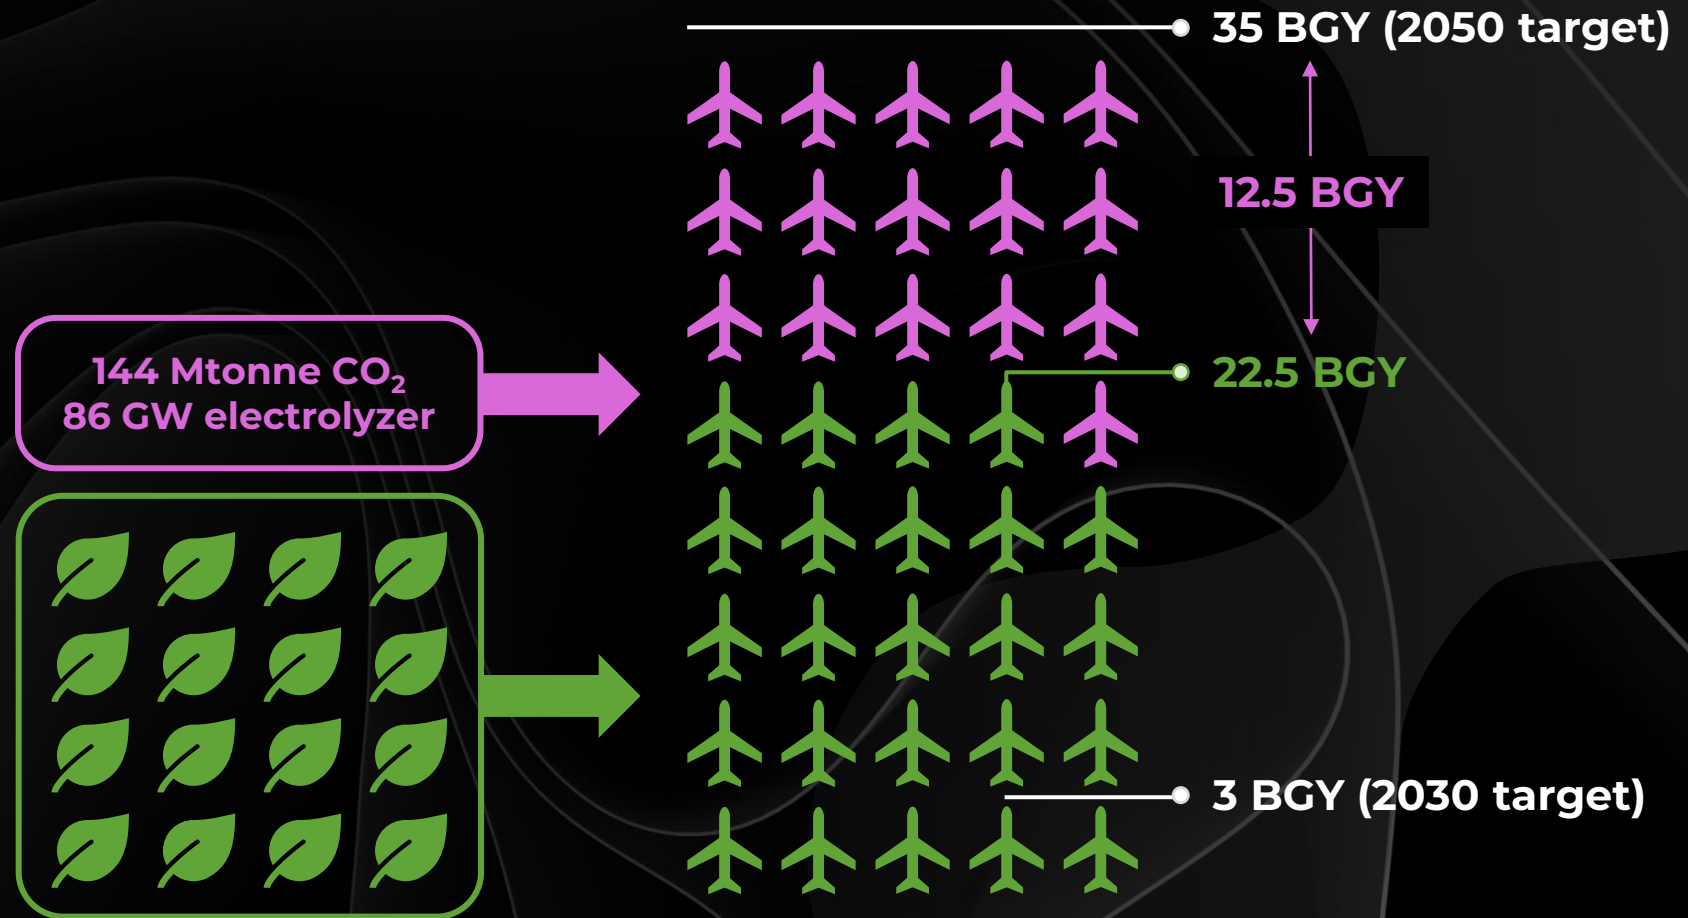 35 BGY (2050 target)
12.5 BGY
144 Mtonne CO₂
86 GW electrolyzer
22.5 BGY
3 BGY (2030 target)